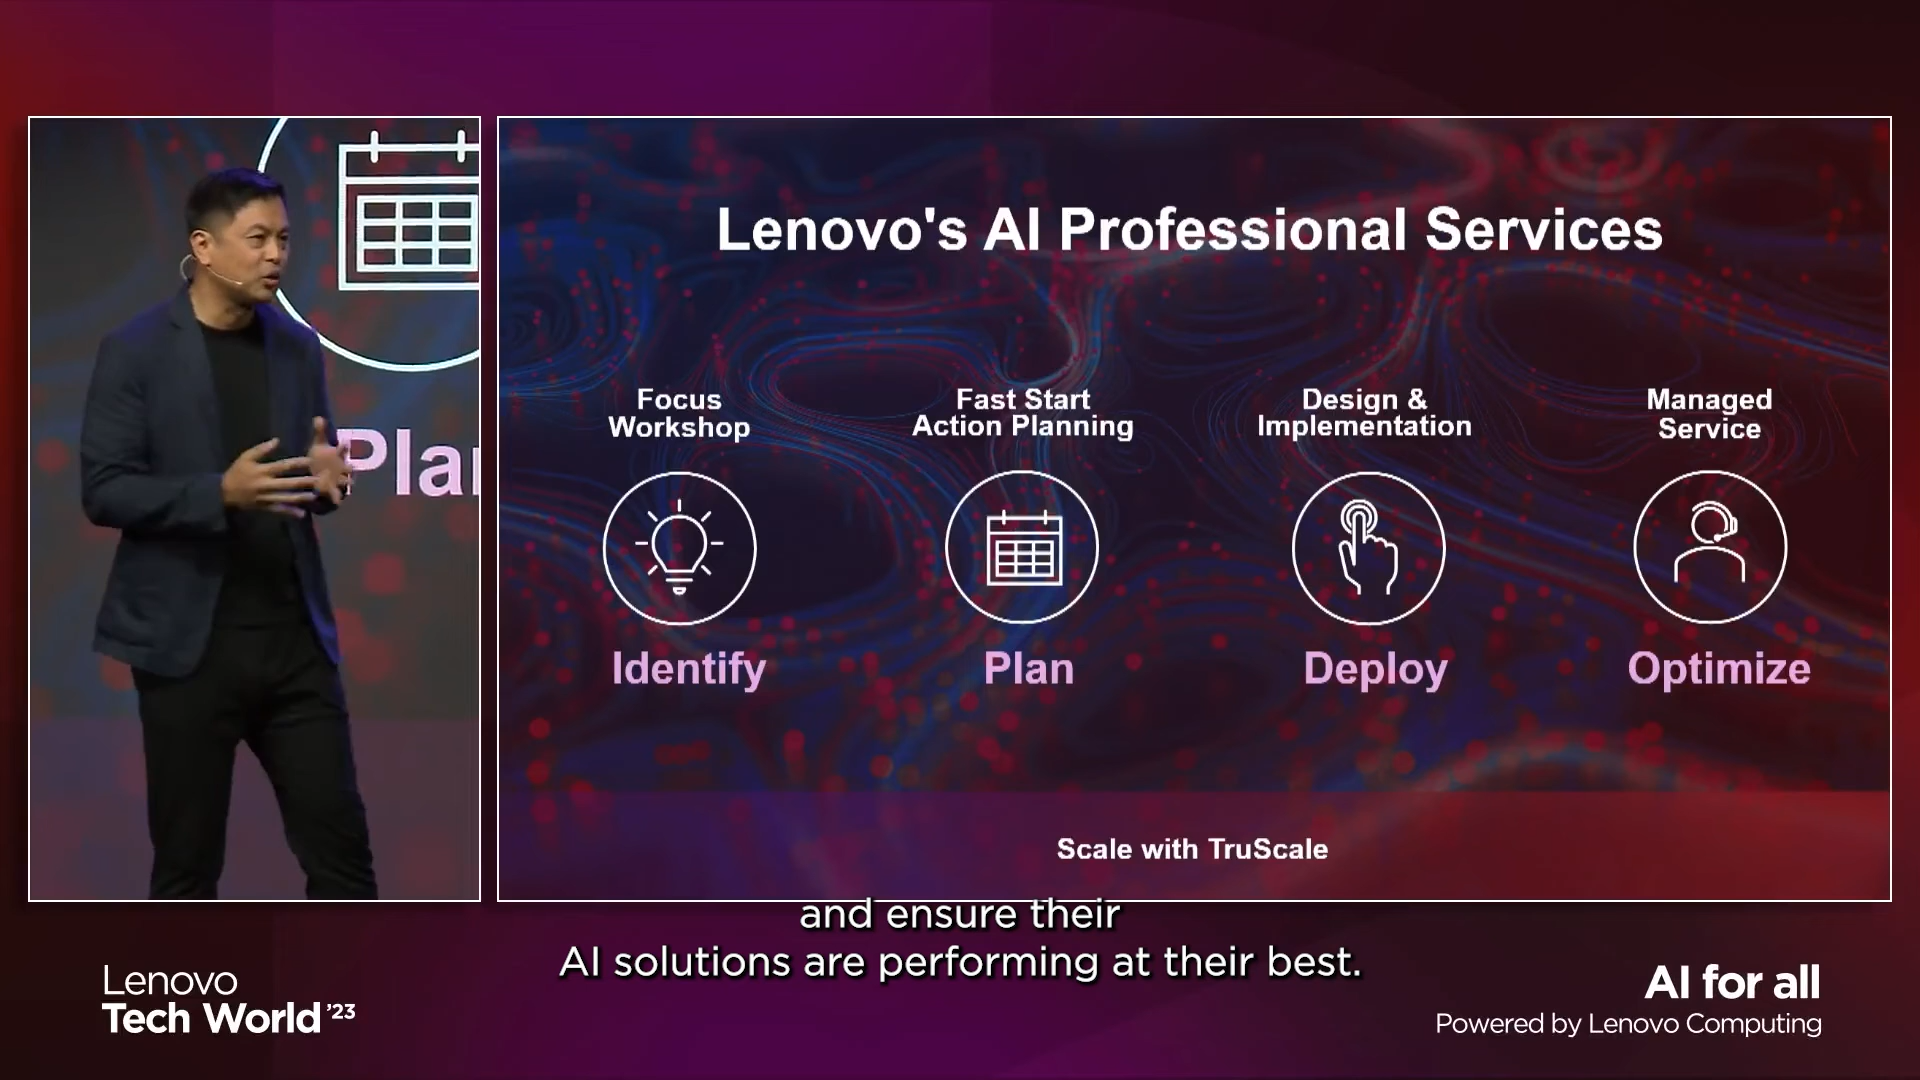 Plan
Lenovo's AI Professional Services
Focus
Workshop
Fast Start
Action Planning
Design &
Implementation
Managed
Service
Identify
Plan
Deploy
Optimize
Scale with TruScale
and ensure their
AI solutions are performing at their best.
Lenovo
Tech World '23
AI for all
Powered by Lenovo Computing